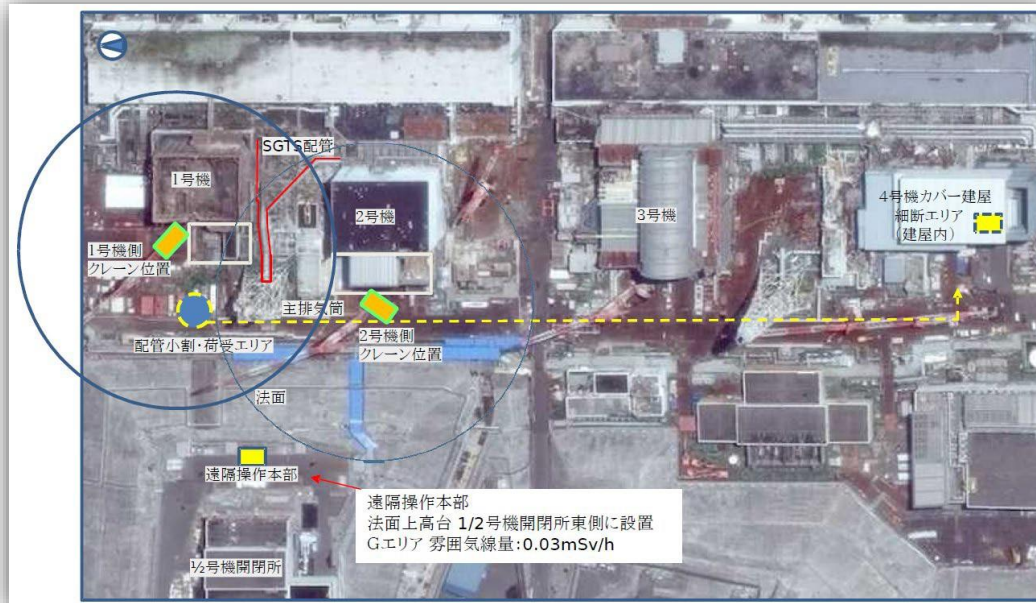 SGTS配管
1号機
2号機
3号機
4号機カバー建屋
細断エリア
（建屋内）
1号機側
クレーン位置
主排気筒
配管小割・荷受エリア
2号機側
クレーン位置
法面
遠隔操作本部
遠隔操作本部
法面上高台 1/2号機開閉所東側に設置
Gエリア 雰囲気線量:0.03mSv/h
½号機開閉所